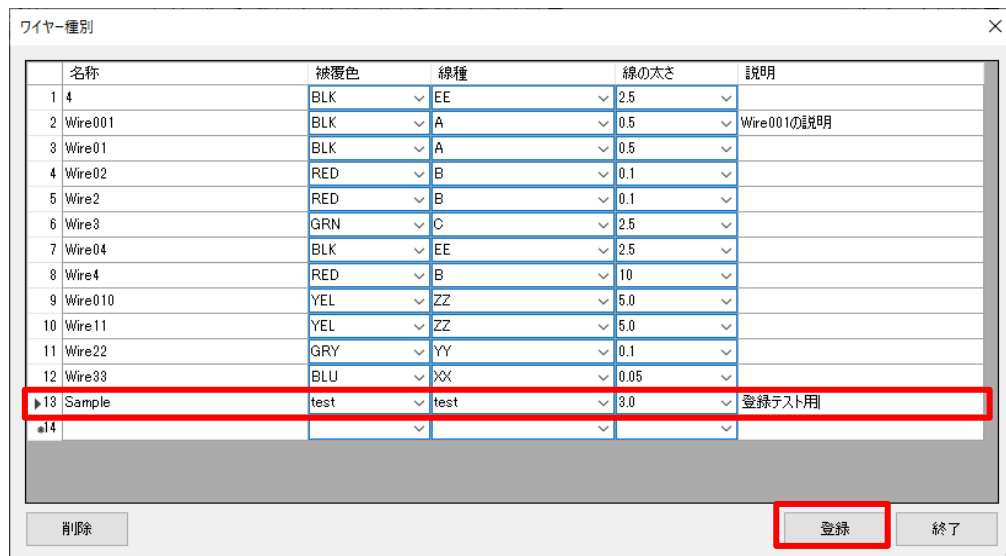 ワイヤー種別
名称 被覆色 線種 線の太さ 説明
1 4 BLK EE 2.5
2 Wire001 BLK A 0.5 Wire001の説明
3 Wire01 BLK A 0.5
4 Wire02 RED B 0.1
5 Wire2 RED B 0.1
6 Wire3 GRN C 2.5
7 Wire04 BLK EE 2.5
8 Wire4 RED B 10
9 Wire010 YEL ZZ 5.0
10 Wire11 YEL ZZ 5.0
11 Wire22 GRY YY 0.1
12 Wire33 BLU XX 0.05
13 Sample test test 3.0 登録テスト用
14
削除 登録 終了